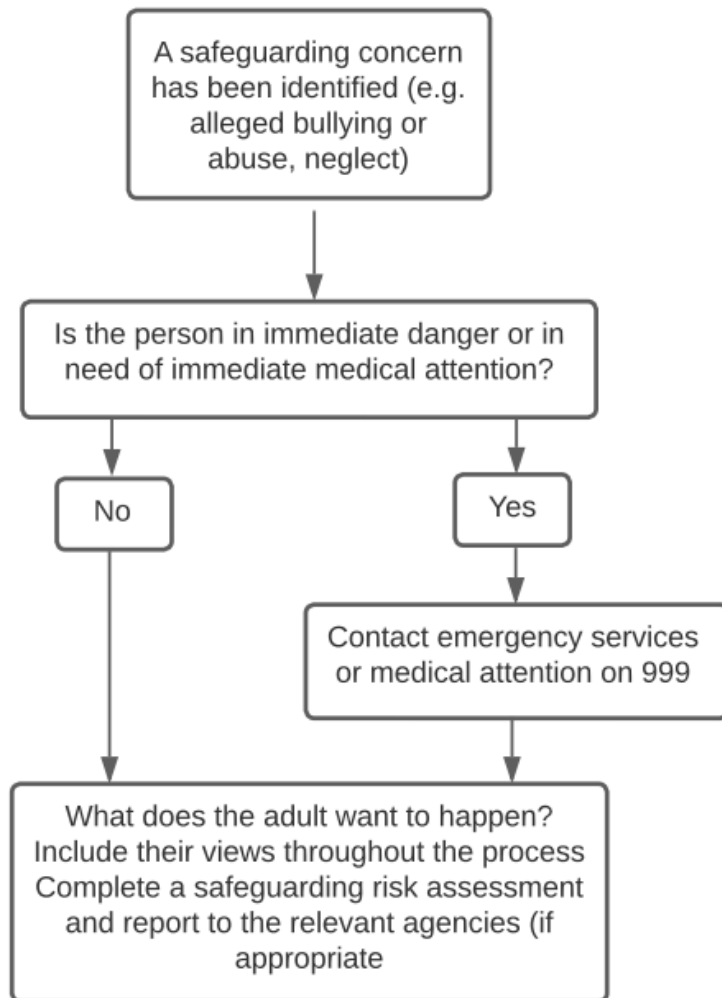 A safeguarding concern
has been identified (e.g.
alleged bullying or
abuse, neglect)
Is the person in immediate danger or in
need of immediate medical attention?
No
Yes
Contact emergency services
or medical attention on 999
What does the adult want to happen?
Include their views throughout the process
Complete a safeguarding risk assessment
and report to the relevant agencies (if
appropriate